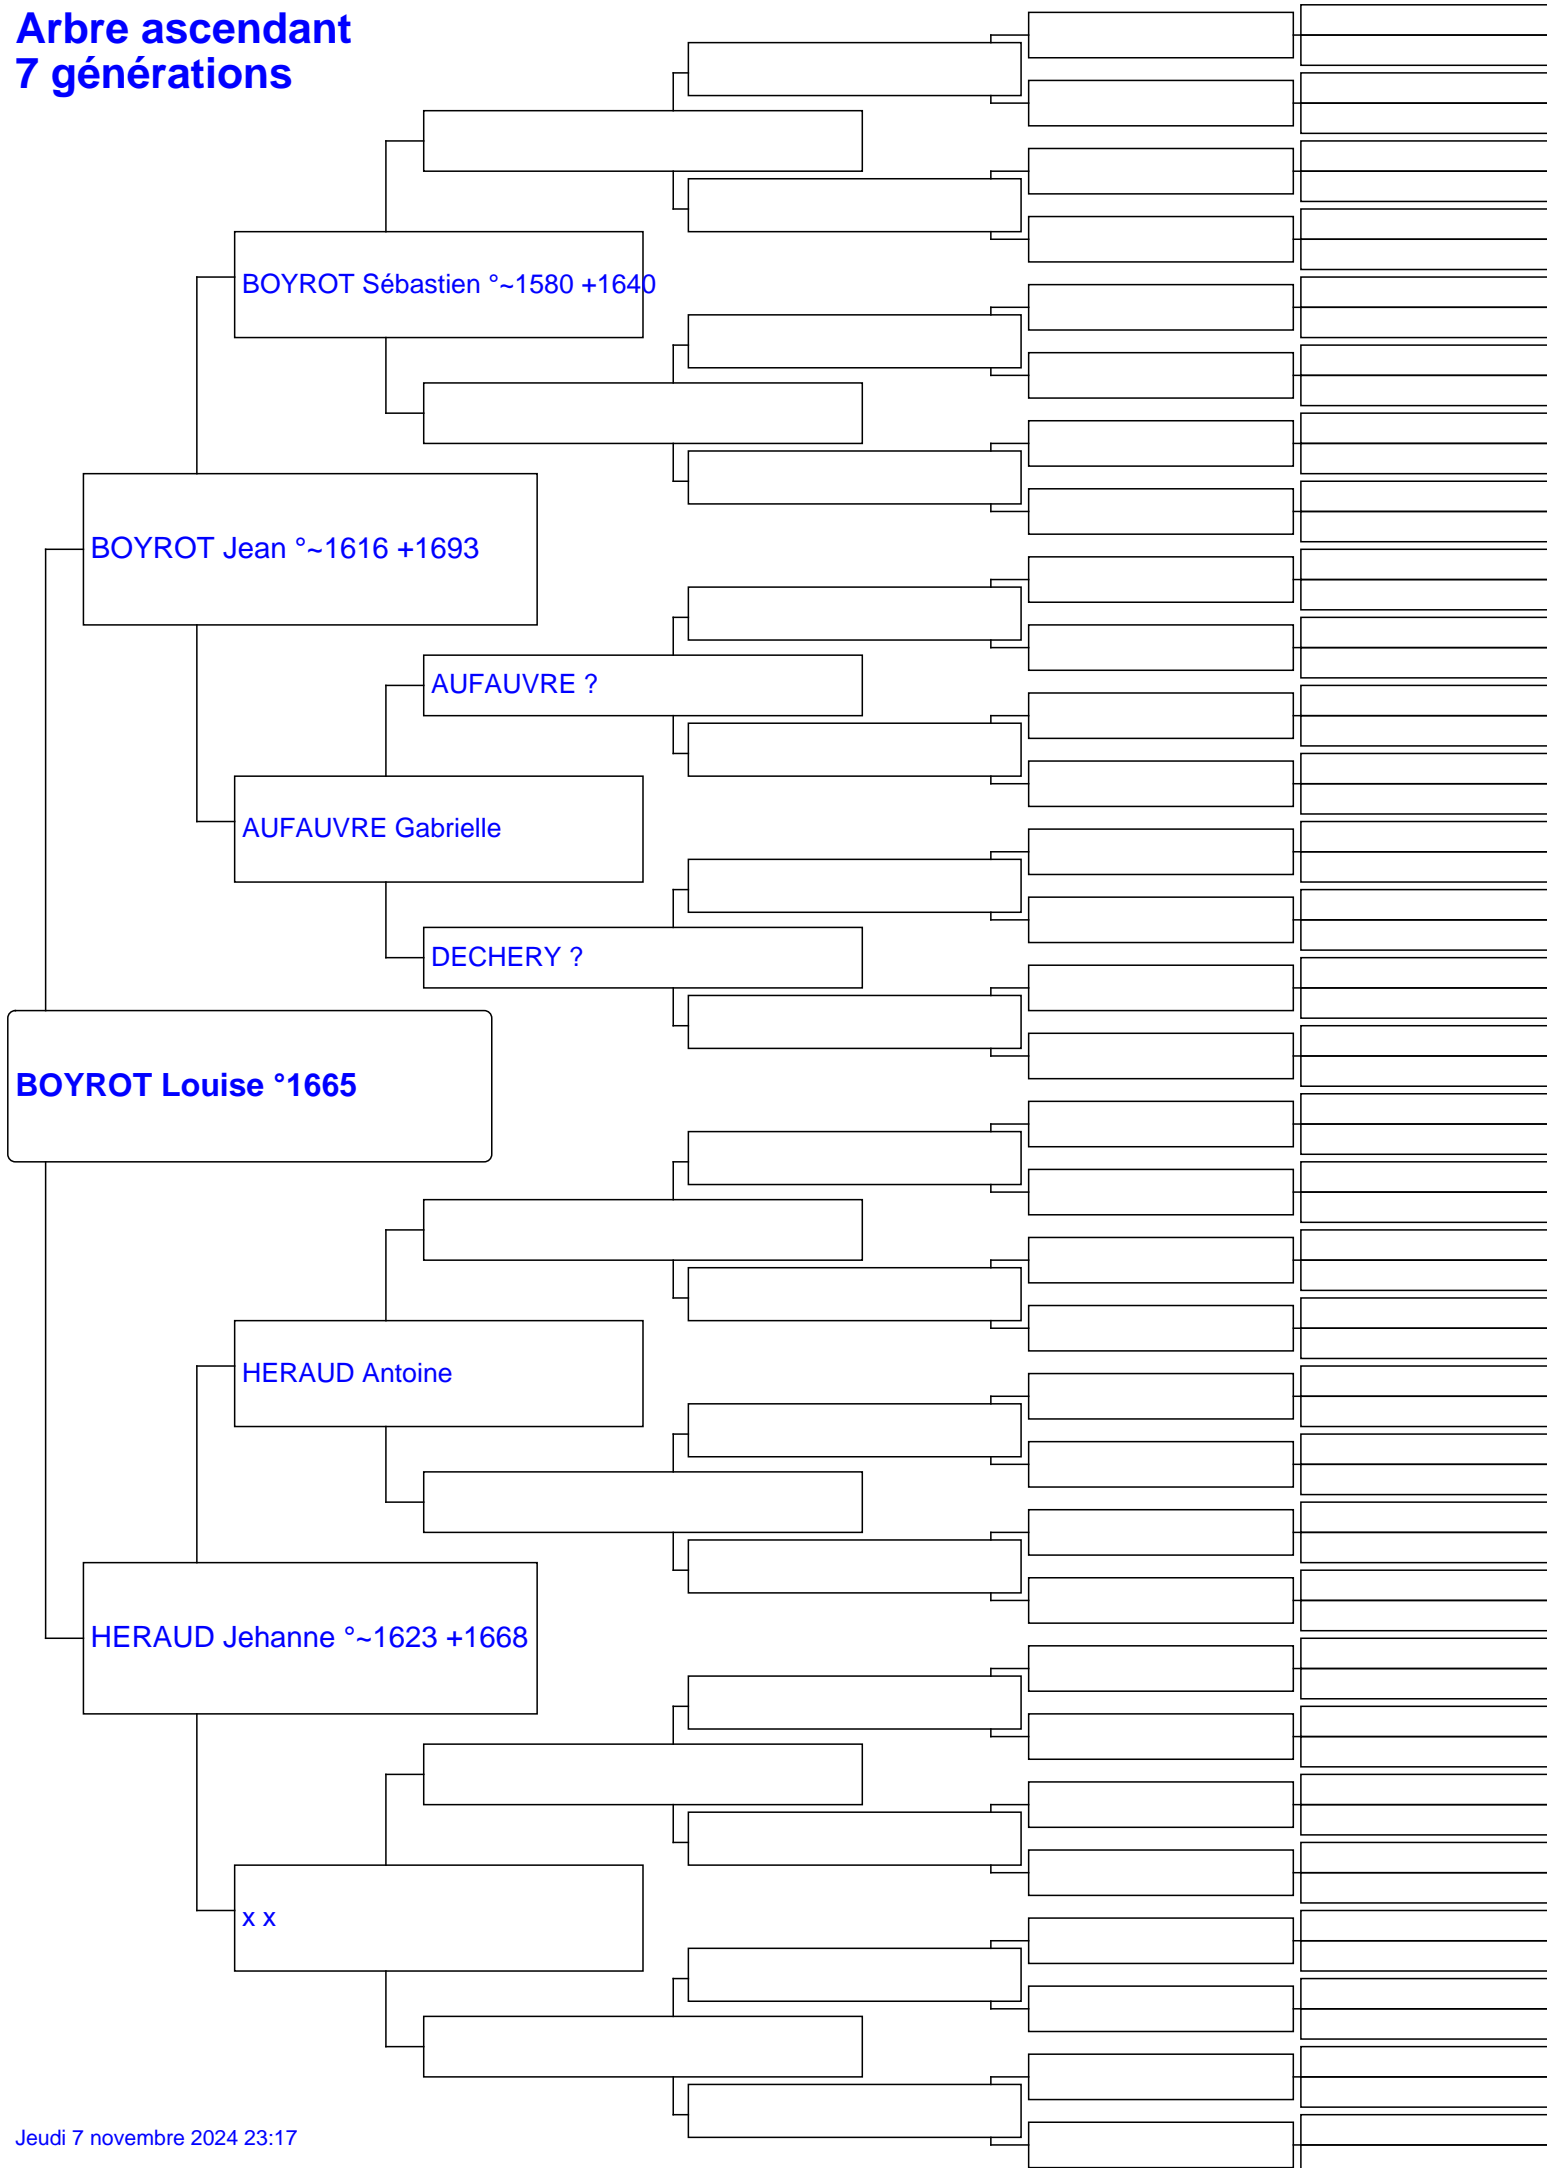 Arbre ascendant
7 générations
BOYROT Sébastien °~1580 +1640
BOYROT Jean °~1616 +1693
AUFAUVRE ?
AUFAUVRE Gabrielle
DECHERY ?
BOYROT Louise °1665
HERAUD Antoine
HERAUD Jehanne °~1623 +1668
x x
Jeudi 7 novembre 2024 23:17